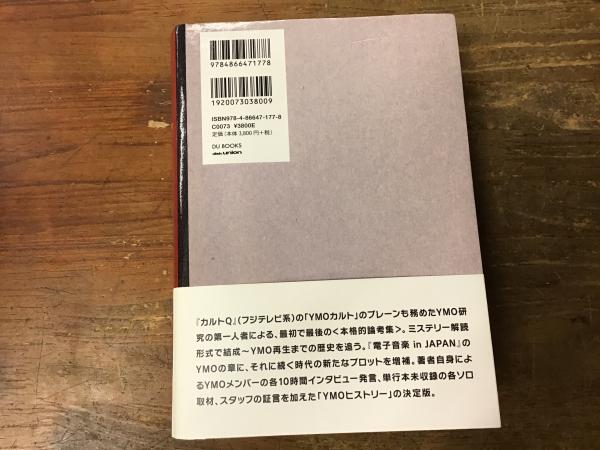 9784866471778
1920073038009
ISBN978-4-86647-177-8
C0073 ¥3800E
定価(本体3,800円+税)
DU BOOKS
disk union
『カルトQ』(フジテレビ系)の「YMOカルト」のブレーンも務めたYMO研
究の第一人者による、最初で最後の<本格的論考集>。ミステリー解読
形式で結成~YMO再生までの歴史を追う。『電子音楽 in JAPAN』の
YMOの章に、それに続く時代の新たなプロットを増補。著者自身によ
るYMOメンバーの各10時間インタビュー発言、単行本未収録の各ソロ
取材、スタッフの証言を加えた「YMOヒストリー」の決定版。